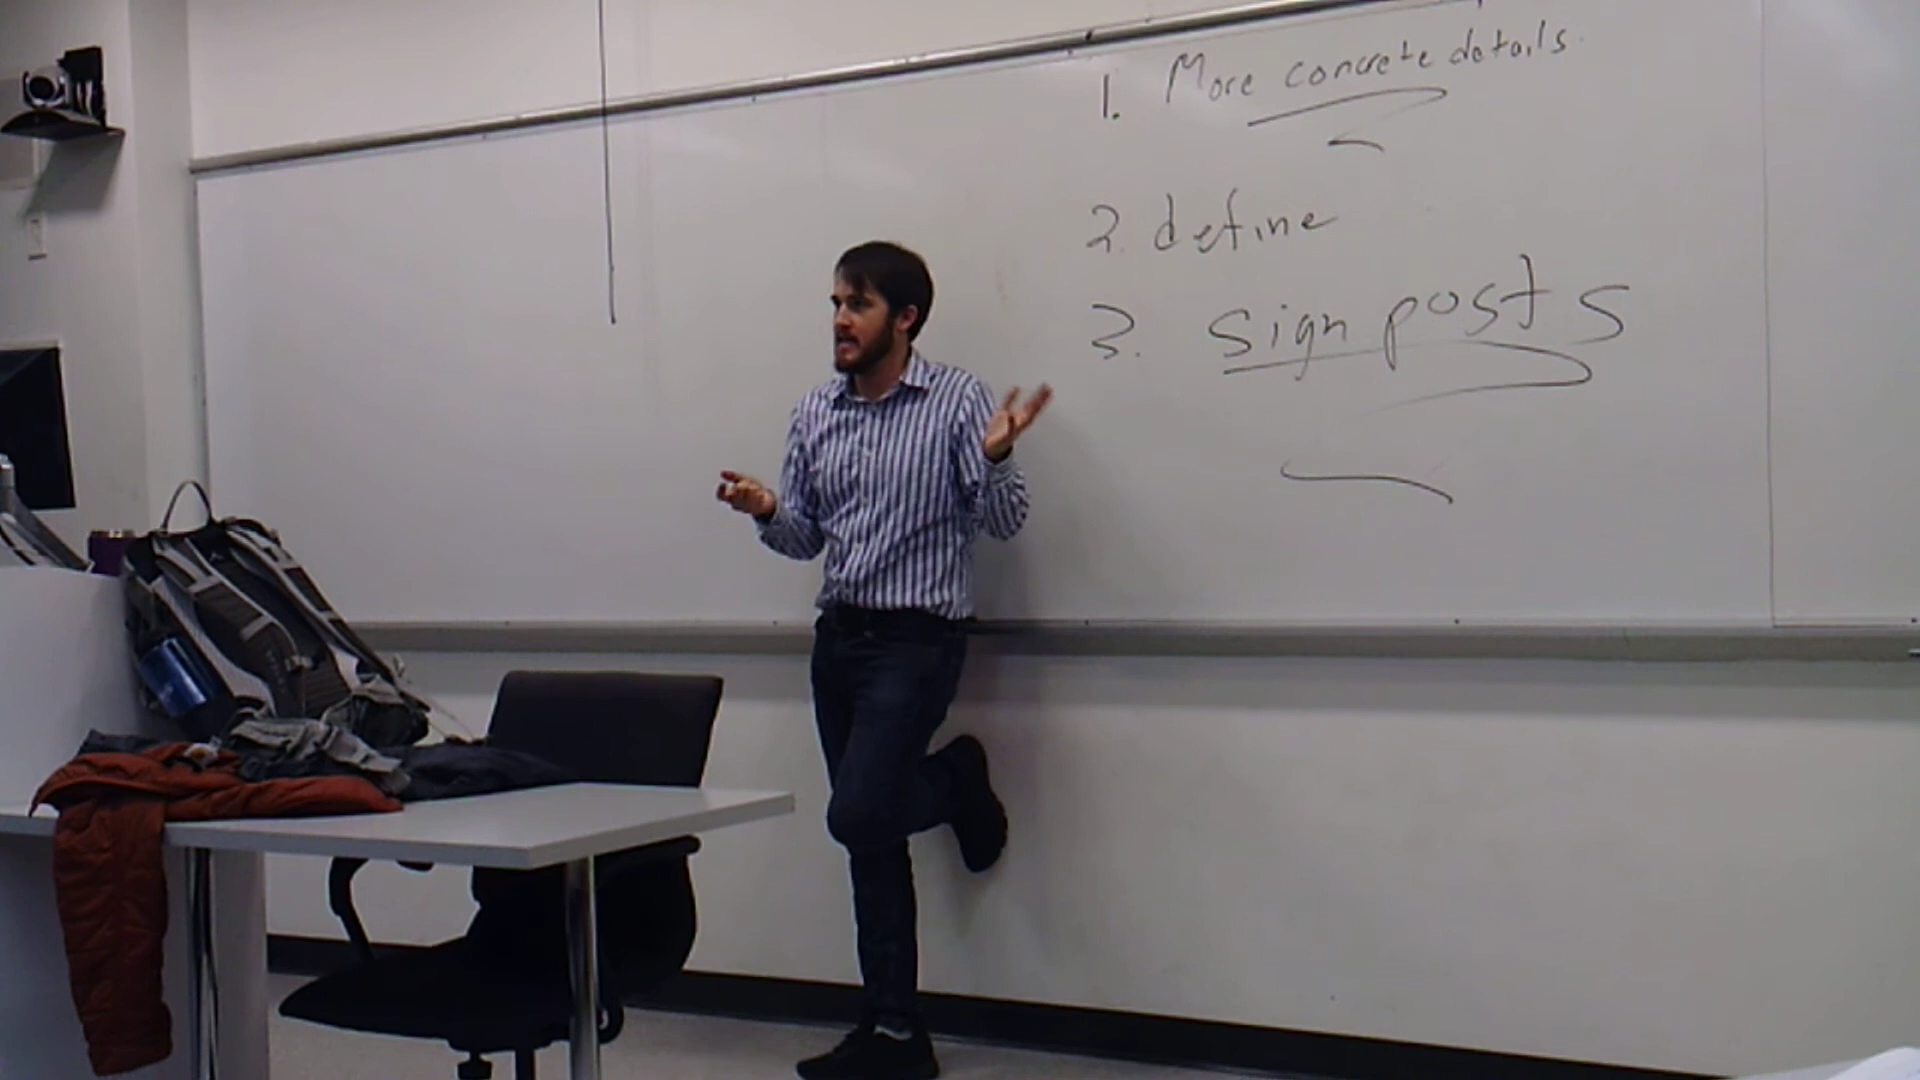 1. More concrete details.
2. define
3. sign posts